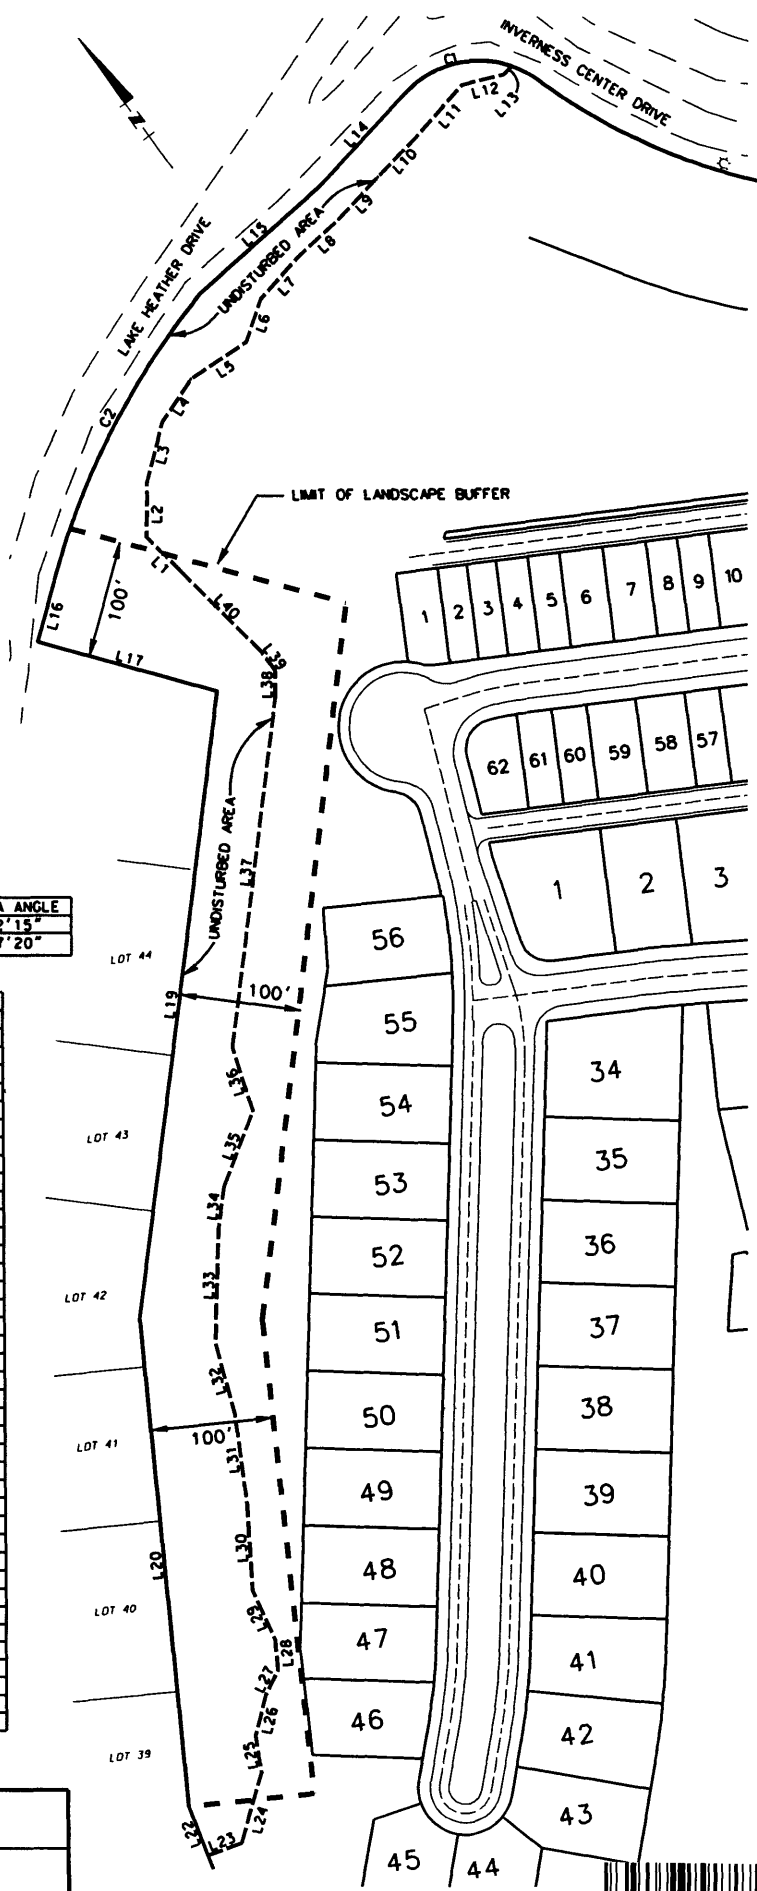 INVERNESS CENTER DRIVE
N
L12
L13
L11
L14
L10
L9
L15
UNDISTURBED AREA
L8
LAKE HEATHER DRIVE
L7
L6
L5
L4
C2
L3
LIMIT OF LANDSCAPE BUFFER
L2
L1
L40
100'
L16
L17
L39
L38
1
2
3
4
5
6
7
8
9
10
62
61
60
59
58
57
UNDISTURBED AREA
L37
1
2
3
A ANGLE
2'15"
7'20"
LOT 44
56
L19
100'
55
L36
34
54
LOT 43
L35
35
53
L34
36
52
L33
LOT 42
51
37
L32
38
50
100'
LOT 41
L31
49
39
L30
L20
48
40
LOT 40
L29
47
L28
41
L27
46
L26
42
LOT 39
L25
43
L24
L22
L23
45
44